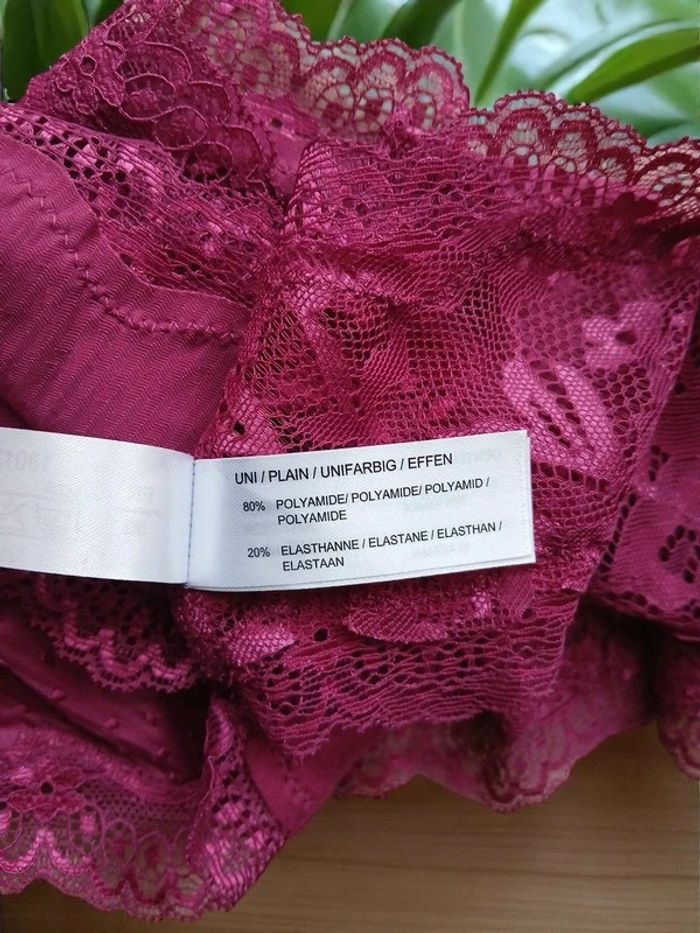 UNI / PLAIN / UNIFARBIG / EFFEN
80% POLYAMIDE/ POLYAMIDE/ POLYAMID /
POLYAMIDE
20% ELASTHANNE / ELASTANE / ELASTHAN /
ELASTAAN